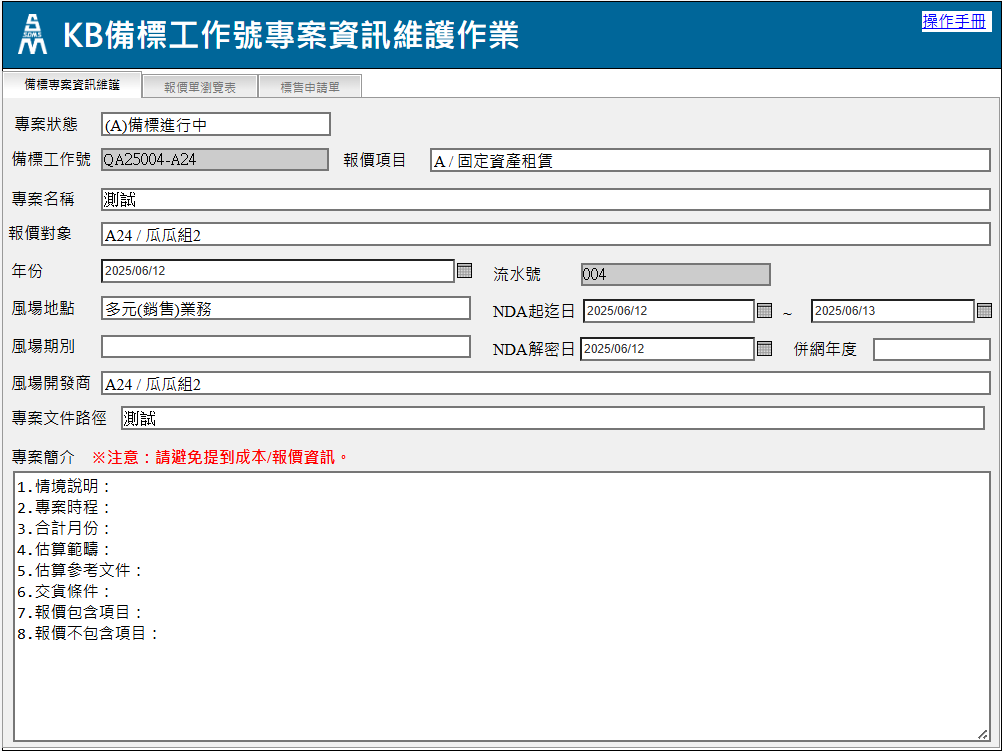 KB備標工作號專案資訊維護作業
操作手冊
備標專案資訊維護 報價單瀏覽表 標售申請單
專案狀態 (A)備標進行中
備標工作號 QA25004-A24 報價項目 A / 固定資產租賃
專案名稱 測試
報價對象 A24 / 瓜瓜組2
年份 2025/06/12 流水號 004
風場地點 多元(銷售)業務 NDA起迄日 2025/06/12 ~ 2025/06/13
風場期別 NDA解密日 2025/06/12 併網年度
風場開發商 A24 / 瓜瓜組2
專案文件路徑 測試
專案簡介 ※注意：請避免提到成本/報價資訊。
1.情境說明：
2.專案時程：
3.合計月份：
4.估算範疇：
5.估算參考文件：
6.交貨條件：
7.報價包含項目：
8.報價不包含項目：